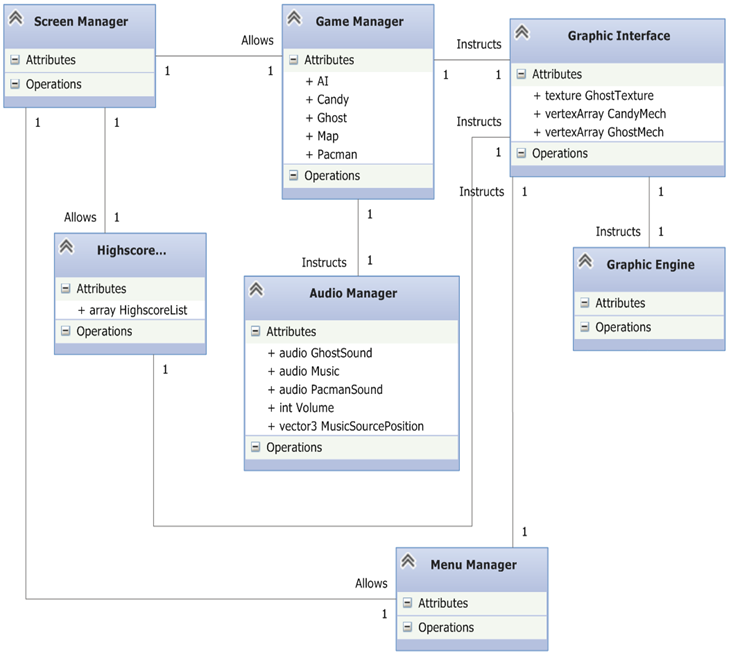 Screen Manager
Attributes
Operations
Allows
1
1
Game Manager
Attributes
+ AI
+ Candy
+ Ghost
+ Map
+ Pacman
Operations
Instructs
1
1
Graphic Interface
Attributes
+ texture GhostTexture
+ vertexArray CandyMech
+ vertexArray GhostMech
Operations
Instructs
1
1
1
Allows
1
Highscore...
Attributes
+ array HighscoreList
Operations
1
1
Instructs
1
Audio Manager
Attributes
+ audio GhostSound
+ audio Music
+ audio PacmanSound
+ int Volume
+ vector3 MusicSourcePosition
Operations
Instructs
1
1
Instructs
1
Graphic Engine
Attributes
Operations
1
Allows
1
Menu Manager
Attributes
Operations